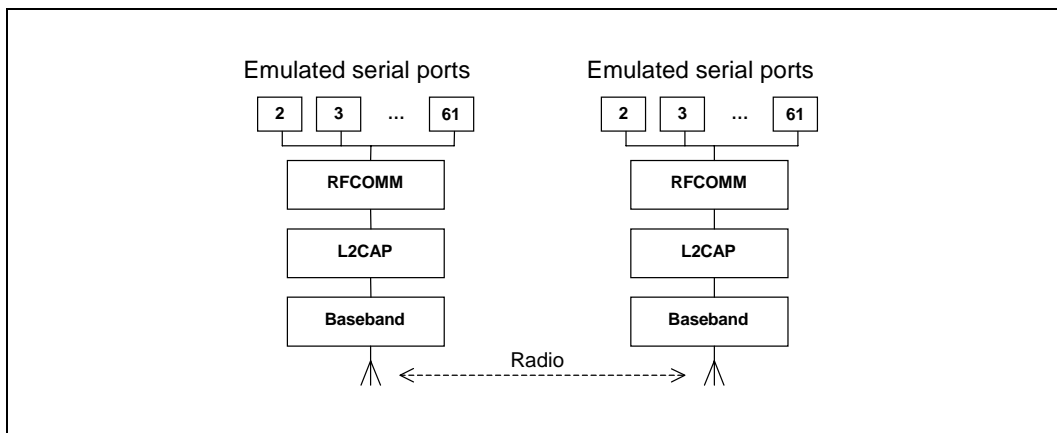 Emulated serial ports
Emulated serial ports
2 3 ... 61
2 3 ... 61
RFCOMM
RFCOMM
L2CAP
L2CAP
Baseband
Baseband
Radio